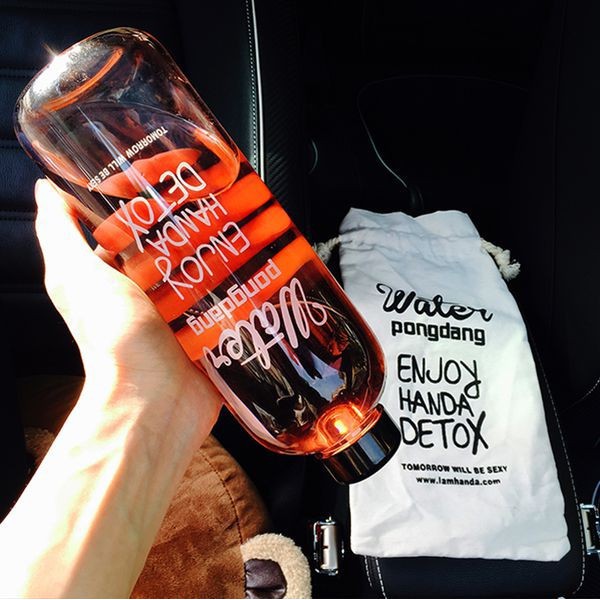 TOMORROW WILL BE SEXY
DETOX
HANDA
ENJOY
pongdang
Water
Water
pongdang
ENJOY
HANDA
DETOX
TOMORROW WILL BE SEXY
www.iamhanda.com